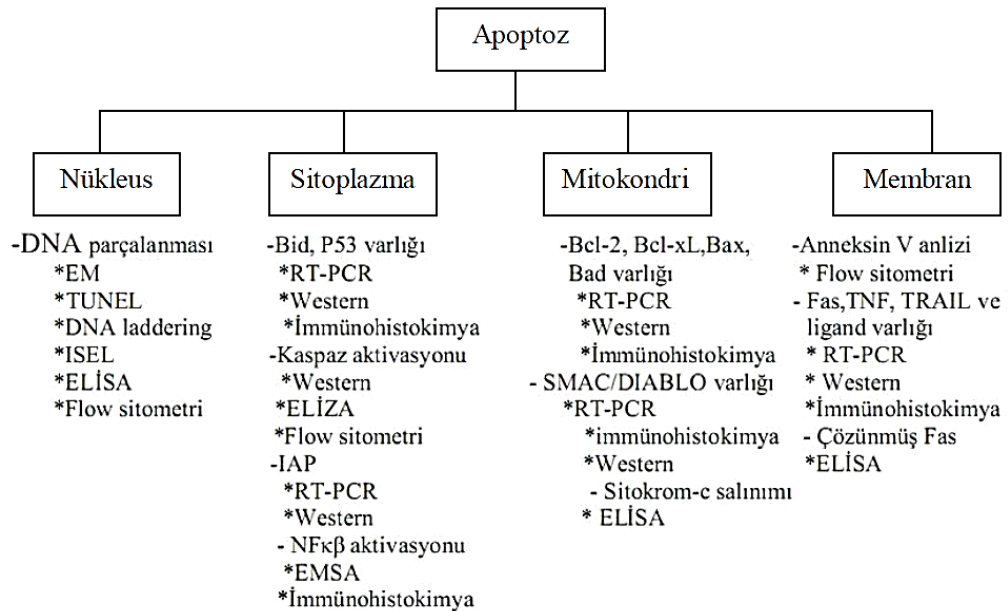 Apoptoz
Nükleus
-DNA parçalanması
*EM
*TUNEL
*DNA laddering
*ISEL
*ELİSA
*Flow sitometri
Sitoplazma
-Bid, P53 varlığı
*RT-PCR
*Western
*İmmünohistokimya
-Kaspaz aktivasyonu
*Western
*ELİZA
*Flow sitometri
-IAP
*RT-PCR
*Western
- NFκβ aktivasyonu
*EMSA
*İmmünohistokimya
Mitokondri
-Bcl-2, Bcl-xL,Bax,
Bad varlığı
*RT-PCR
*Western
*İmmünohistokimya
- SMAC/DIABLO varlığı
*RT-PCR
*immünohistokimya
*Western
- Sitokrom-c salınımı
* ELİSA
Membran
-Anneksin V anlizi
* Flow sitometri
- Fas,TNF, TRAIL ve
ligand varlığı
* RT-PCR
* Western
*İmmünohistokimya
- Çözünmüş Fas
*ELİSA